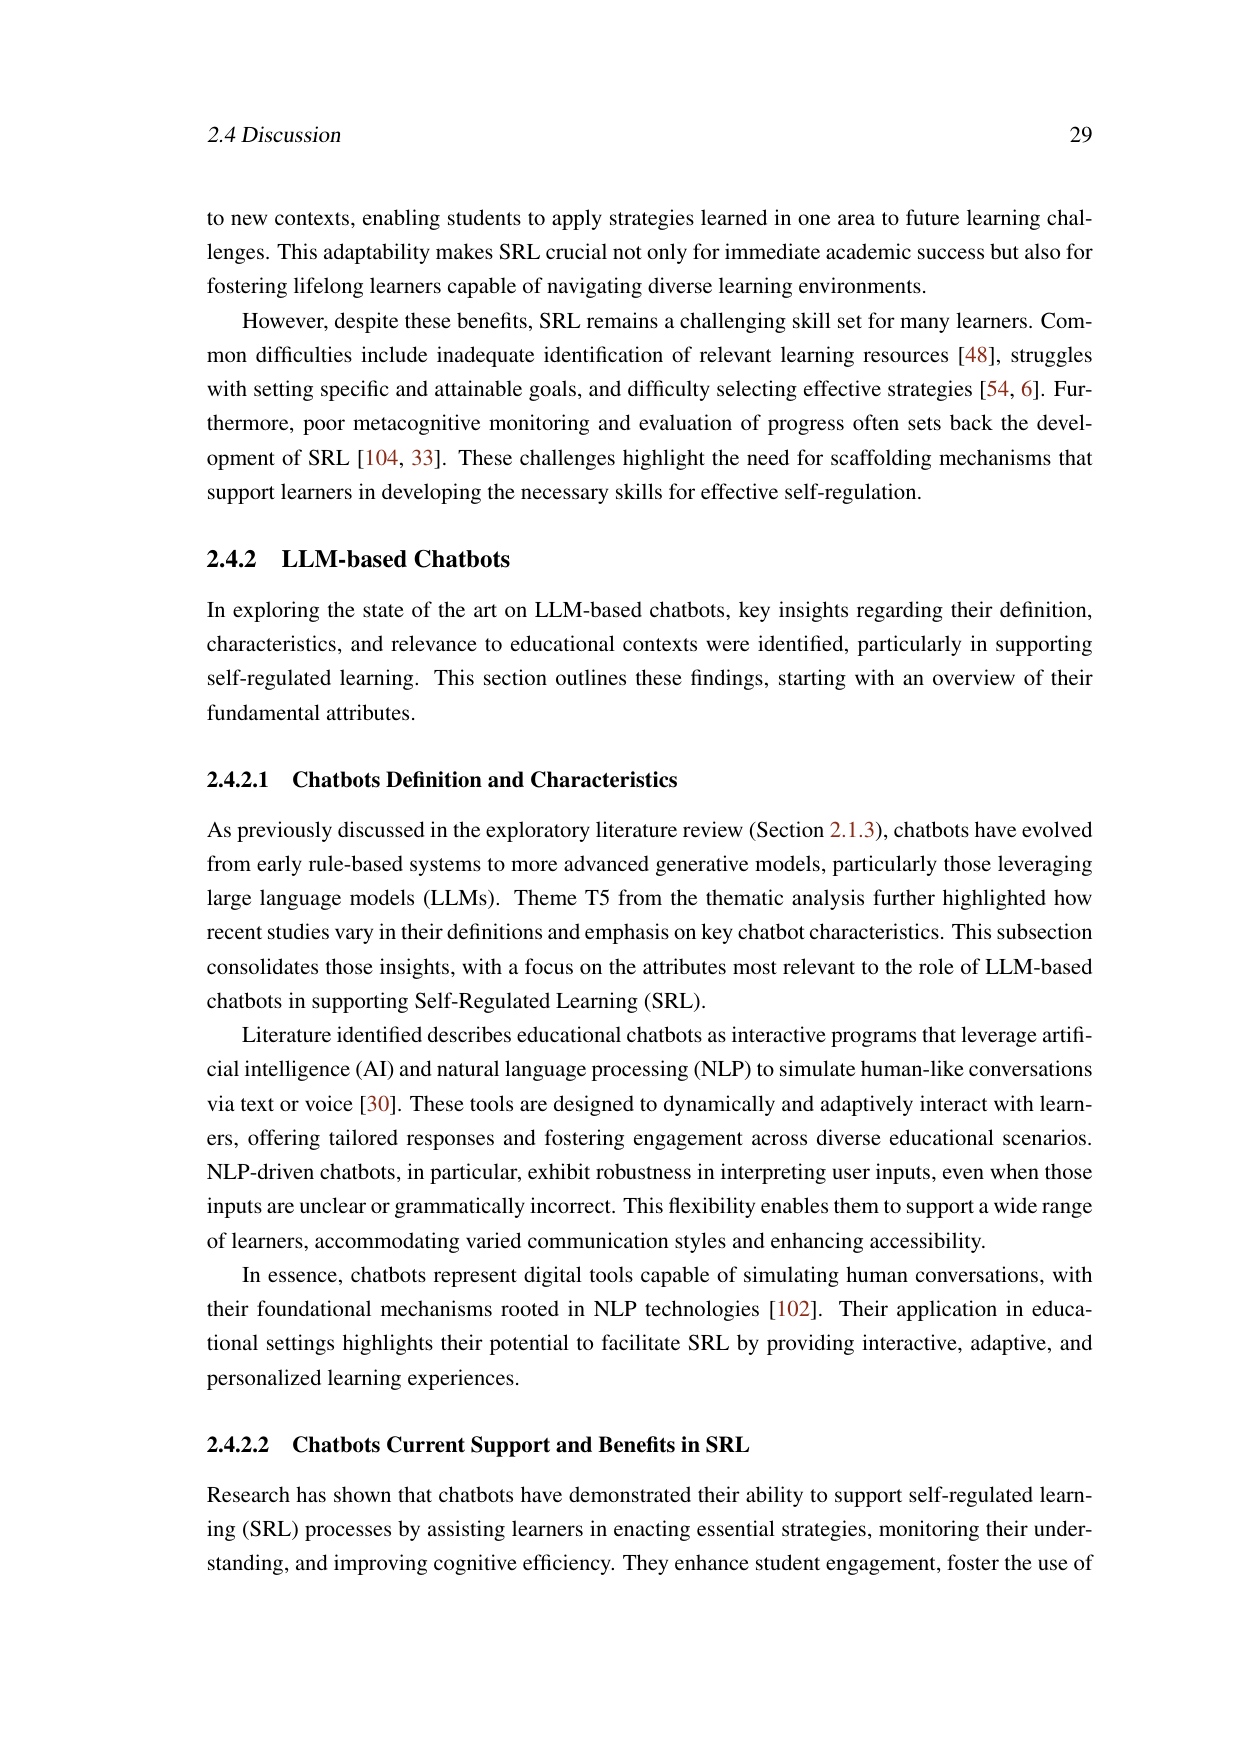 2.4 Discussion 29
to new contexts, enabling students to apply strategies learned in one area to future learning chal-
lenges. This adaptability makes SRL crucial not only for immediate academic success but also for
fostering lifelong learners capable of navigating diverse learning environments.
However, despite these benefits, SRL remains a challenging skill set for many learners. Com-
mon difficulties include inadequate identification of relevant learning resources [48], struggles
with setting specific and attainable goals, and difficulty selecting effective strategies [54, 6]. Fur-
thermore, poor metacognitive monitoring and evaluation of progress often sets back the devel-
opment of SRL [104, 33]. These challenges highlight the need for scaffolding mechanisms that
support learners in developing the necessary skills for effective self-regulation.
2.4.2 LLM-based Chatbots
In exploring the state of the art on LLM-based chatbots, key insights regarding their definition,
characteristics, and relevance to educational contexts were identified, particularly in supporting
self-regulated learning. This section outlines these findings, starting with an overview of their
fundamental attributes.
2.4.2.1 Chatbots Definition and Characteristics
As previously discussed in the exploratory literature review (Section 2.1.3), chatbots have evolved
from early rule-based systems to more advanced generative models, particularly those leveraging
large language models (LLMs). Theme T5 from the thematic analysis further highlighted how
recent studies vary in their definitions and emphasis on key chatbot characteristics. This subsection
consolidates those insights, with a focus on the attributes most relevant to the role of LLM-based
chatbots in supporting Self-Regulated Learning (SRL).
Literature identified describes educational chatbots as interactive programs that leverage artifi-
cial intelligence (AI) and natural language processing (NLP) to simulate human-like conversations
via text or voice [30]. These tools are designed to dynamically and adaptively interact with learn-
ers, offering tailored responses and fostering engagement across diverse educational scenarios.
NLP-driven chatbots, in particular, exhibit robustness in interpreting user inputs, even when those
inputs are unclear or grammatically incorrect. This flexibility enables them to support a wide range
of learners, accommodating varied communication styles and enhancing accessibility.
In essence, chatbots represent digital tools capable of simulating human conversations, with
their foundational mechanisms rooted in NLP technologies [102]. Their application in educa-
tional settings highlights their potential to facilitate SRL by providing interactive, adaptive, and
personalized learning experiences.
2.4.2.2 Chatbots Current Support and Benefits in SRL
Research has shown that chatbots have demonstrated their ability to support self-regulated learn-
ing (SRL) processes by assisting learners in enacting essential strategies, monitoring their under-
standing, and improving cognitive efficiency. They enhance student engagement, foster the use of